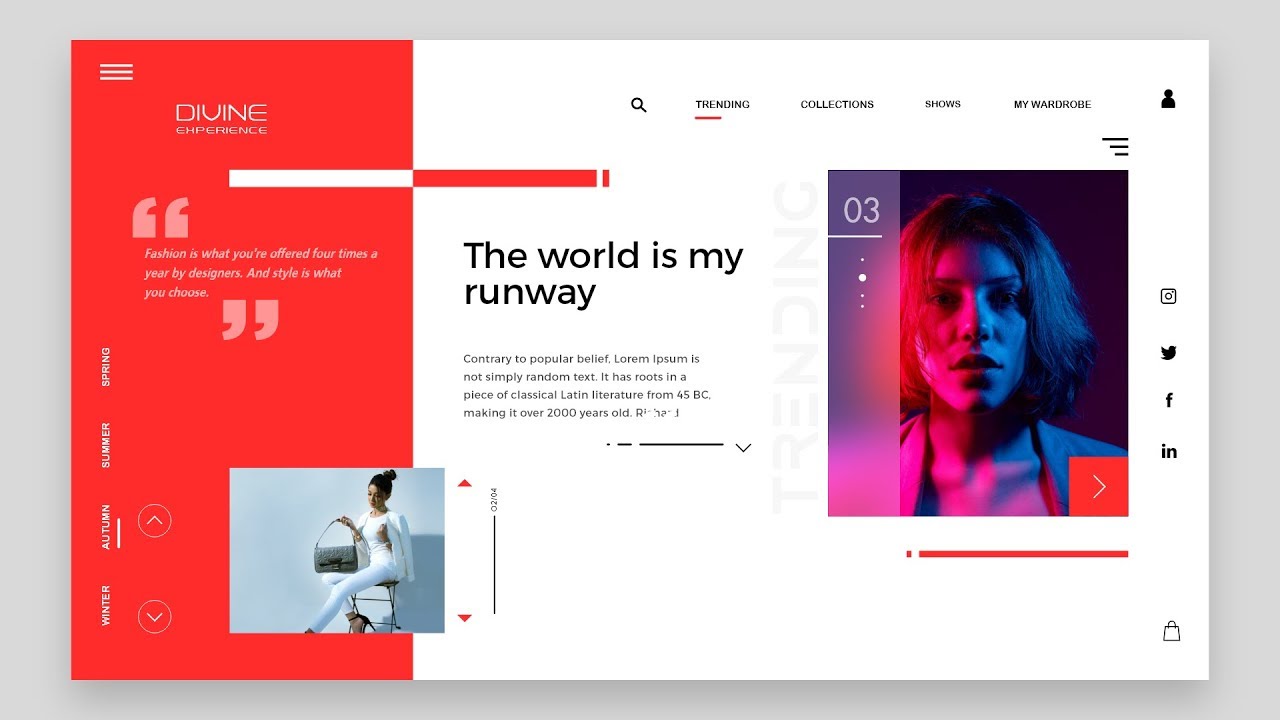 DIVINE
EXPERIENCE
TRENDING
COLLECTIONS
SHOWS
MY WARDROBE
“
Fashion is what you're offered four times a
year by designers. And style is what
you choose.
”
The world is my
runway
Contrary to popular belief, Lorem Ipsum is
not simply random text. It has roots in a
piece of classical Latin literature from 45 BC,
making it over 2000 years old.
TRENDING
03
SPRING
SUMMER
AUTUMN
WINTER
02/04
f
in